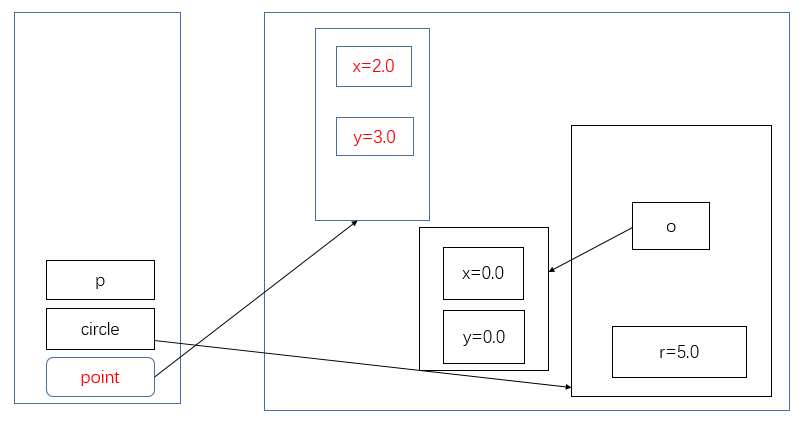 x=2.0
y=3.0
o
p
x=0.0
circle
y=0.0
r=5.0
point